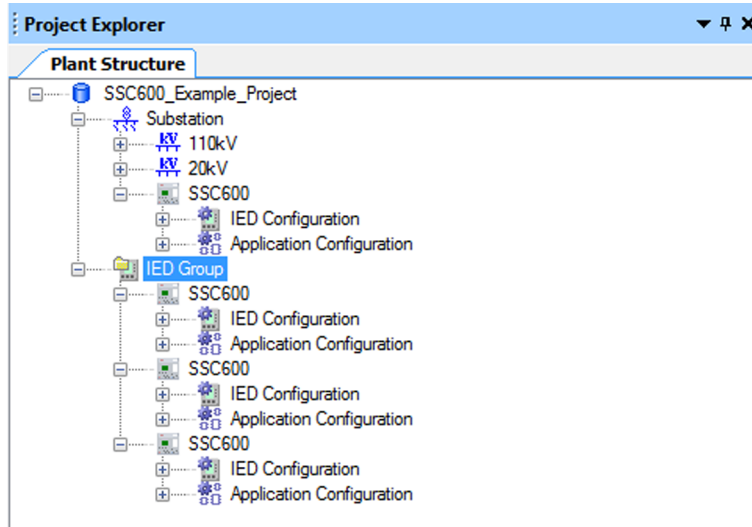 Project Explorer
Plant Structure
SSC600_Example_Project
Substation
110kV
20kV
SSC600
IED Configuration
Application Configuration
IED Group
SSC600
IED Configuration
Application Configuration
SSC600
IED Configuration
Application Configuration
SSC600
IED Configuration
Application Configuration